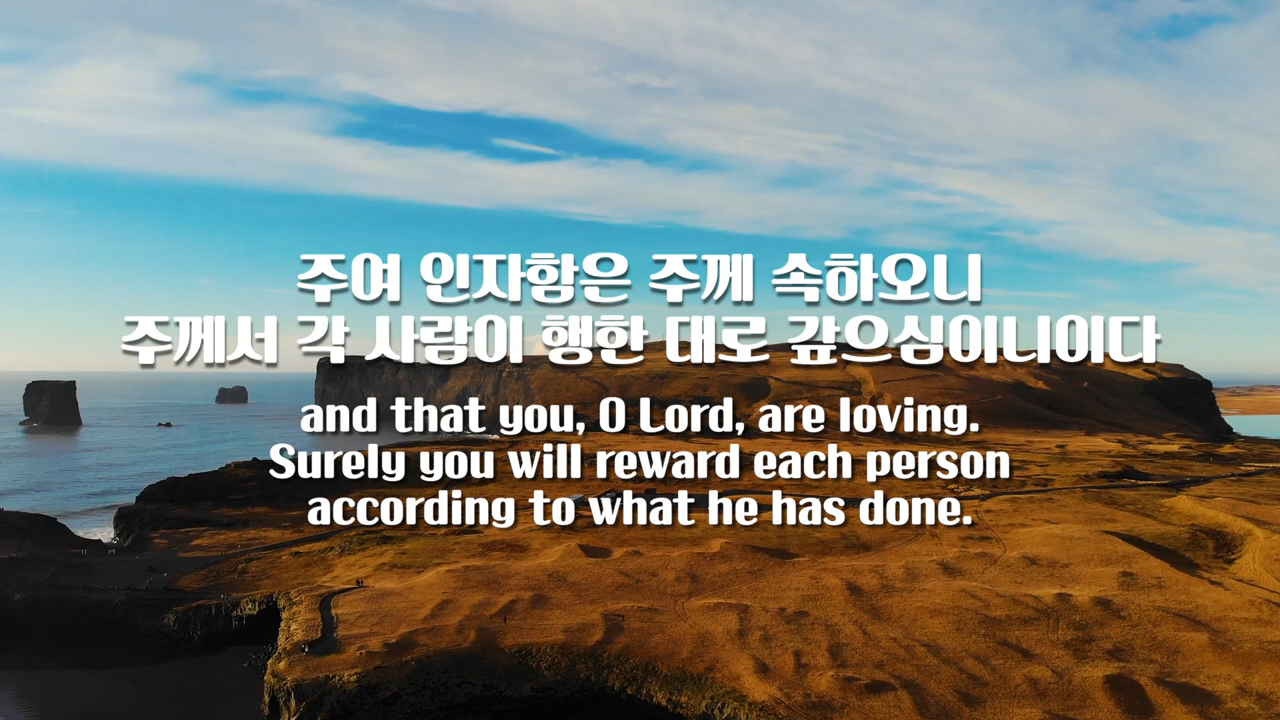 주여 인자함은 주께 속하오니
주께서 각 사람이 행한 대로 갚으심이니이다
and that you, O Lord, are loving.
Surely you will reward each person
according to what he has done.